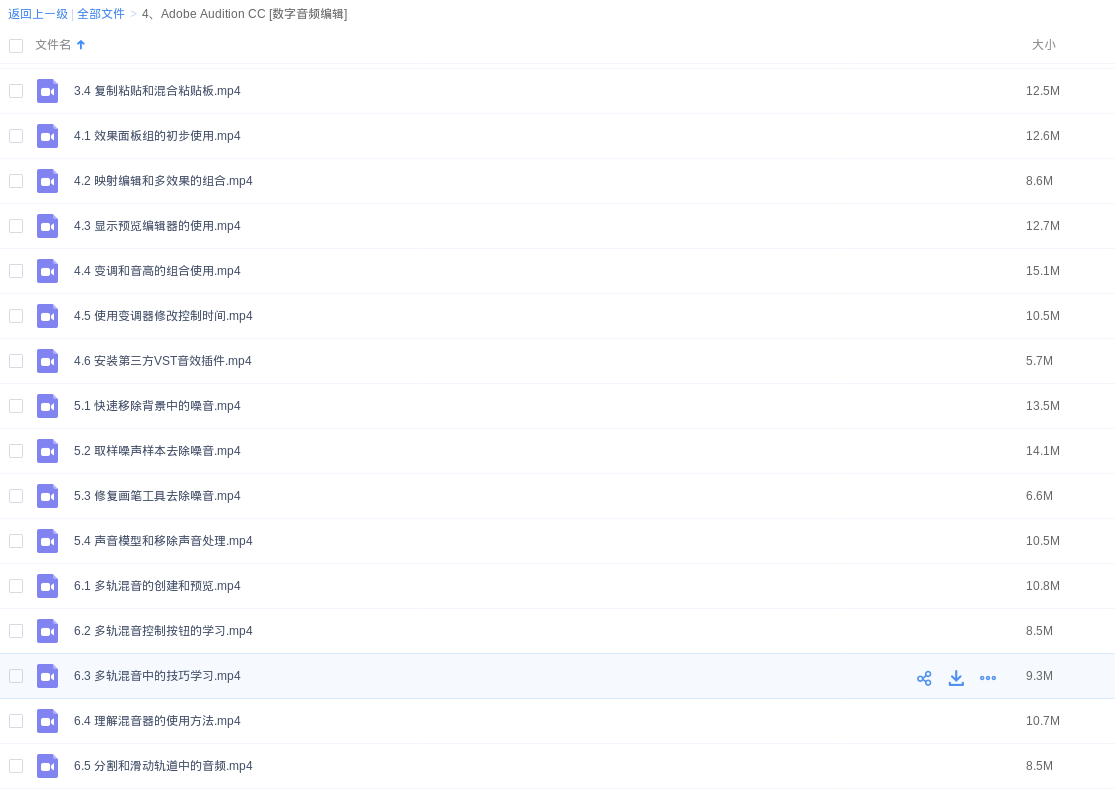 返回上一级 | 全部文件 > 4、Adobe Audition CC [数字音频编辑]
文件名 大小
3.4 复制粘贴和混合粘贴板.mp4 12.5M
4.1 效果面板组的初步使用.mp4 12.6M
4.2 映射编辑和多效果的组合.mp4 8.6M
4.3 显示预览编辑器的使用.mp4 12.7M
4.4 变调和音高的组合使用.mp4 15.1M
4.5 使用变调器修改控制时间.mp4 10.5M
4.6 安装第三方VST音效插件.mp4 5.7M
5.1 快速移除背景中的噪音.mp4 13.5M
5.2 取样噪声样本去除噪音.mp4 14.1M
5.3 修复画笔工具去除噪音.mp4 6.6M
5.4 声音模型和移除声音处理.mp4 10.5M
6.1 多轨混音的创建和预览.mp4 10.8M
6.2 多轨混音控制按钮的学习.mp4 8.5M
6.3 多轨混音中的技巧学习.mp4 9.3M
6.4 理解混音器的使用方法.mp4 10.7M
6.5 分割和滑动轨道中的音频.mp4 8.5M